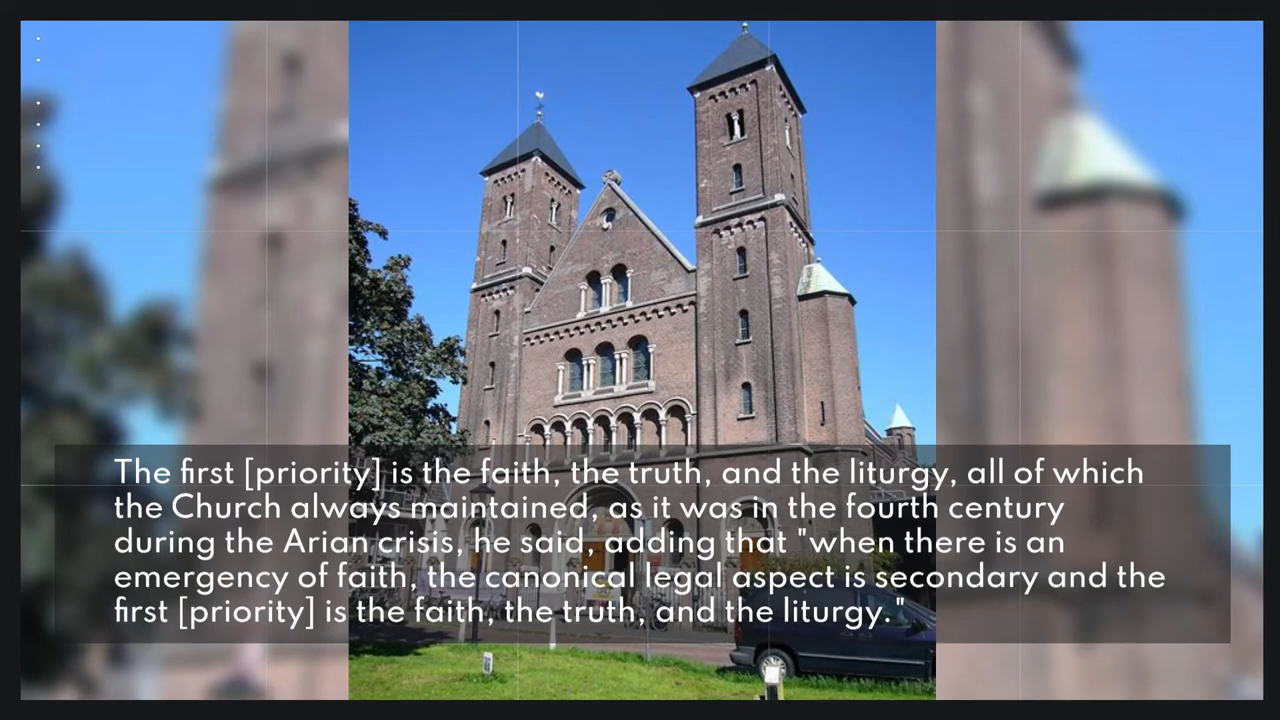 The first [priority] is the faith, the truth, and the liturgy, all of which
the Church always maintained, as it was in the fourth century
during the Arian crisis, he said, adding that "when there is an
emergency of faith, the canonical legal aspect is secondary and the
first [priority] is the faith, the truth, and the liturgy."